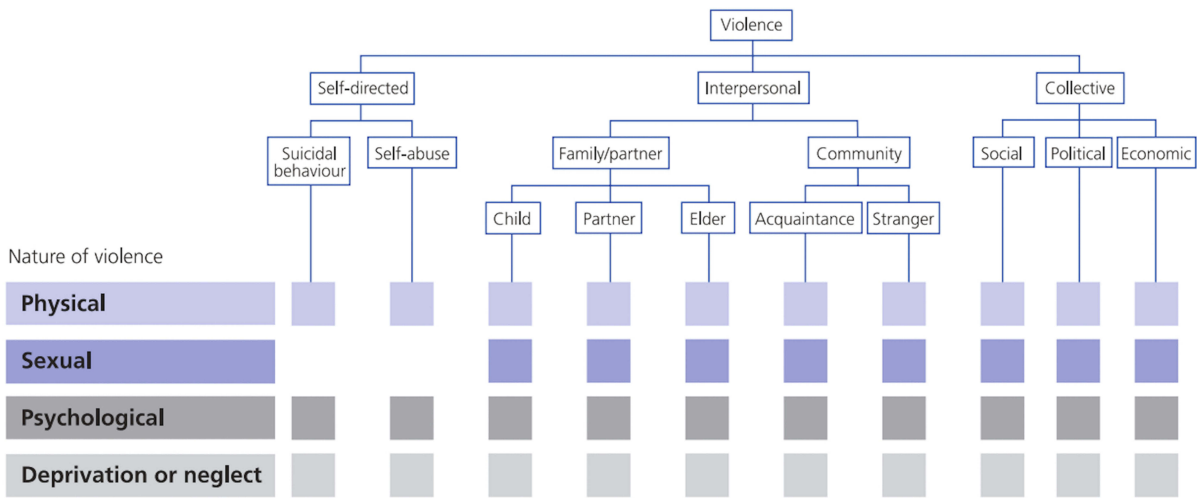 Violence
Self-directed
Interpersonal
Collective
Suicidal
behaviour
Self-abuse
Family/partner
Community
Social
Political
Economic
Child
Partner
Elder
Acquaintance
Stranger
Nature of violence
Physical
Sexual
Psychological
Deprivation or neglect